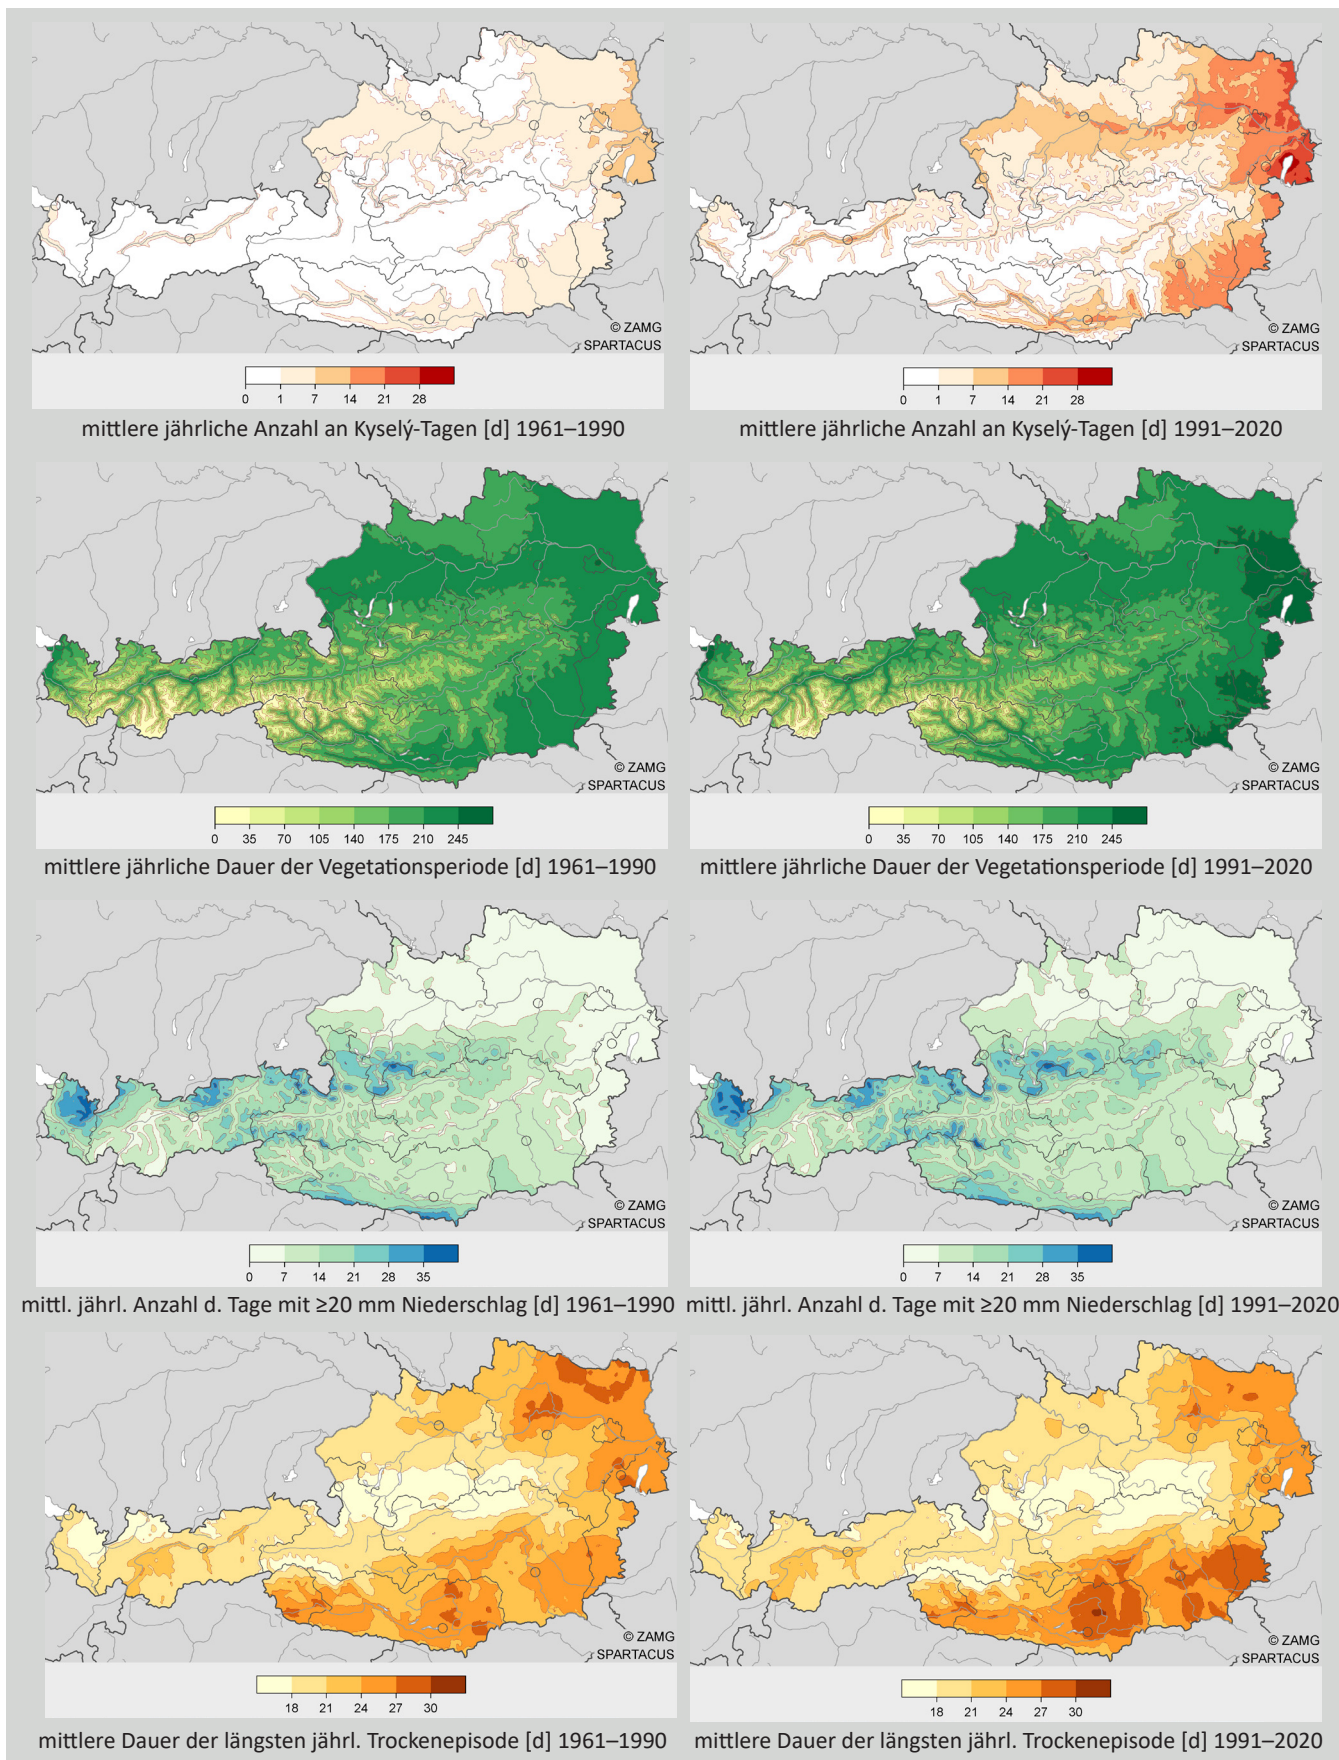 © ZAMG
SPARTACUS
0 1 7 14 21 28
mittlere jährliche Anzahl an Kyselý-Tagen [d] 1961–1990
© ZAMG
SPARTACUS
0 1 7 14 21 28
mittlere jährliche Anzahl an Kyselý-Tagen [d] 1991–2020
© ZAMG
SPARTACUS
0 35 70 105 140 175 210 245
mittlere jährliche Dauer der Vegetationsperiode [d] 1961–1990
© ZAMG
SPARTACUS
0 35 70 105 140 175 210 245
mittlere jährliche Dauer der Vegetationsperiode [d] 1991–2020
© ZAMG
SPARTACUS
0 7 14 21 28 35
mittl. jährl. Anzahl d. Tage mit ≥20 mm Niederschlag [d] 1961–1990
© ZAMG
SPARTACUS
0 7 14 21 28 35
mittl. jährl. Anzahl d. Tage mit ≥20 mm Niederschlag [d] 1991–2020
© ZAMG
SPARTACUS
18 21 24 27 30
mittlere Dauer der längsten jährl. Trockenepisode [d] 1961–1990
© ZAMG
SPARTACUS
18 21 24 27 30
mittlere Dauer der längsten jährl. Trockenepisode [d] 1991–2020